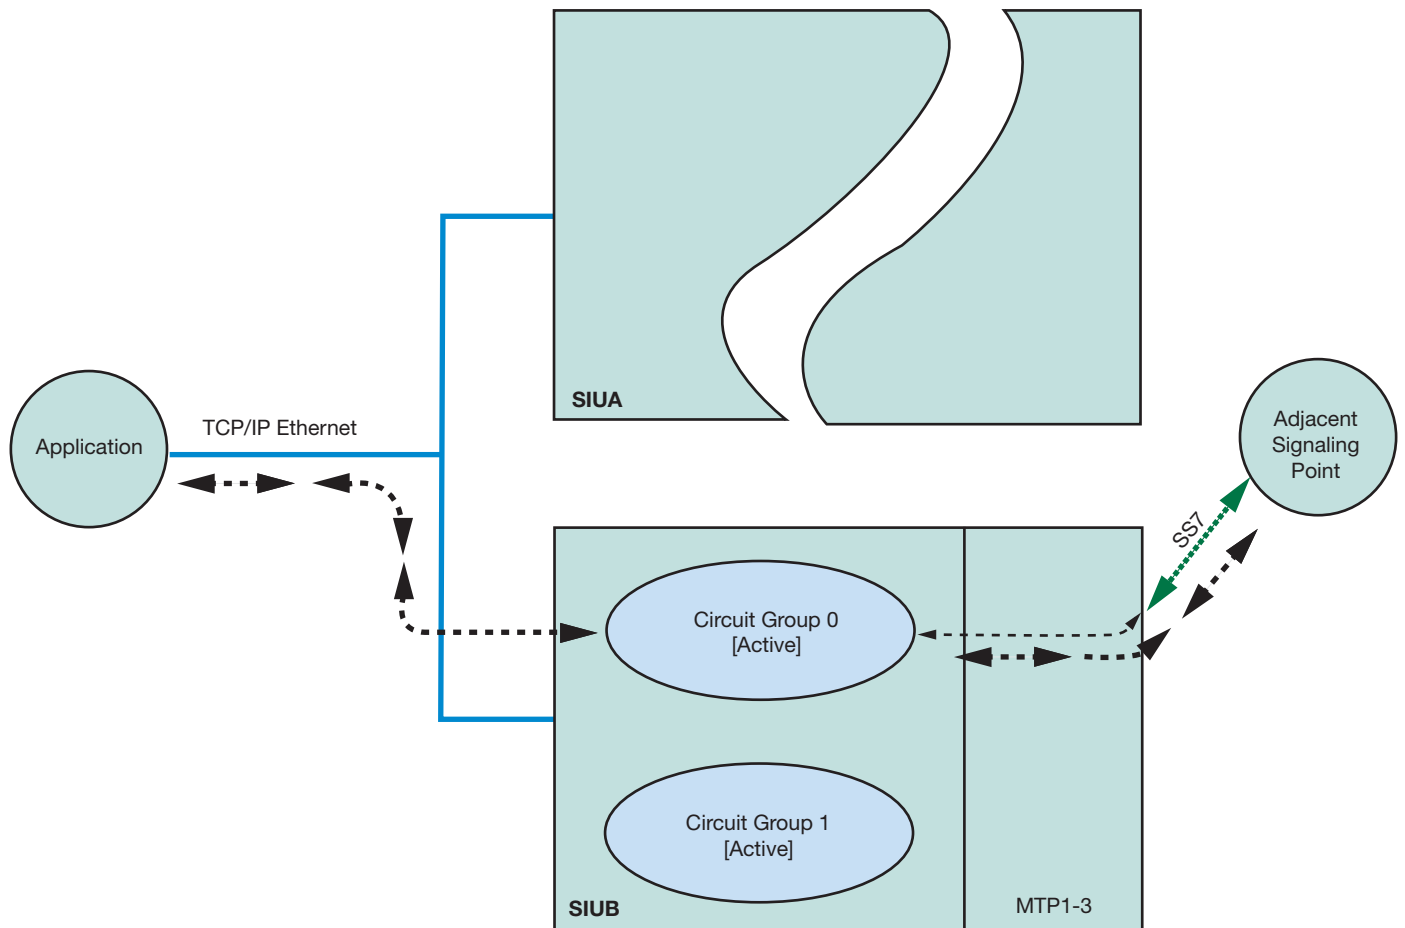 SIUA
TCP/IP Ethernet
Application
Adjacent
Signaling
Point
SS7
Circuit Group 0
[Active]
Circuit Group 1
[Active]
SIUB
MTP1-3